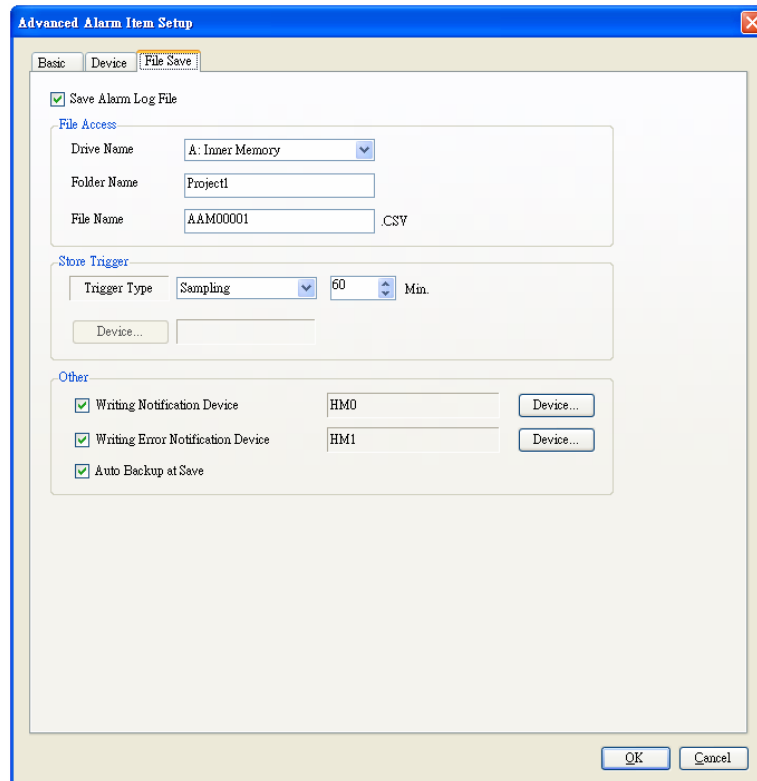 Advanced Alarm Item Setup
Basic Device File Save
Save Alarm Log File
File Access
Drive Name A: Inner Memory
Folder Name Project1
File Name AAM00001 .CSV
Store Trigger
Trigger Type Sampling 60 Min.
Device...
Other
Writing Notification Device HM0 Device...
Writing Error Notification Device HM1 Device...
Auto Backup at Save
OK Cancel